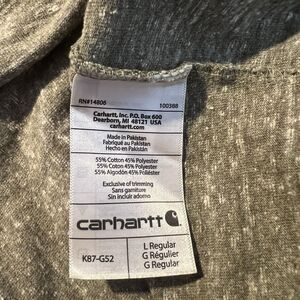 RN#14806 100388
Carhartt, Inc. P.O. Box 600
Dearborn, MI 48121 USA
carhartt.com
Made in Pakistan
Fabriqué en Pakistan
Hecho en Pakistán
55% Cotton 45% Polyester
55% Coton 45% Polyester
55% Algodón 45% Poliéster
Exclusive of trimming
Sans garniture
Sin incluir adorno
carhartt
K87-G52
L Regular
G Régulier
G Regular